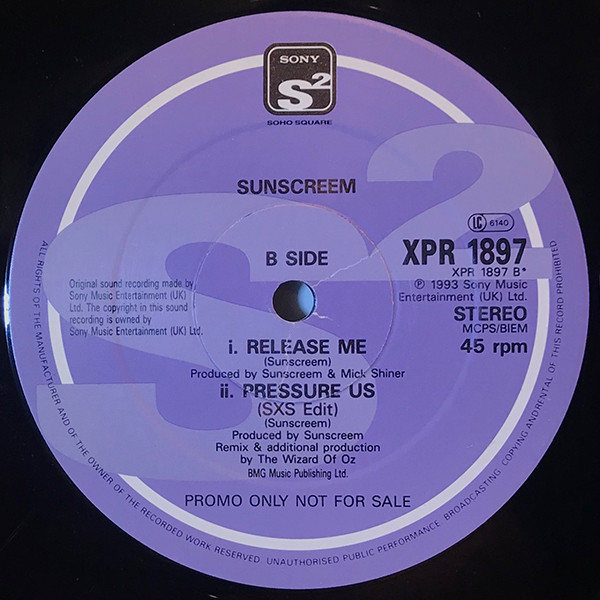 SONY
S2
SOHO SQUARE
SUNSCREEM
B SIDE
LC 6140
XPR 1897
XPR 1897 B*
℗ 1993 Sony Music
Entertainment (UK) Ltd.
STEREO
MCPS/BIEM
45 rpm
Original sound recording made by
Sony Music Entertainment (UK)
Ltd. The copyright in this sound
recording is owned by
Sony Music Entertainment (UK) Ltd.
i. RELEASE ME
(Sunscreem)
Produced by Sunscreem & Mick Shiner
ii. PRESSURE US
(SXS Edit)
(Sunscreem)
Produced by Sunscreem
Remix & additional production
by The Wizard Of Oz
BMG Music Publishing Ltd.
PROMO ONLY NOT FOR SALE
ALL RIGHTS OF THE MANUFACTURER AND OF THE OWNER OF THE RECORDED WORK RESERVED. UNAUTHORISED PUBLIC PERFORMANCE, BROADCASTING, COPYING AND RENTAL OF THIS RECORD PROHIBITED
S2